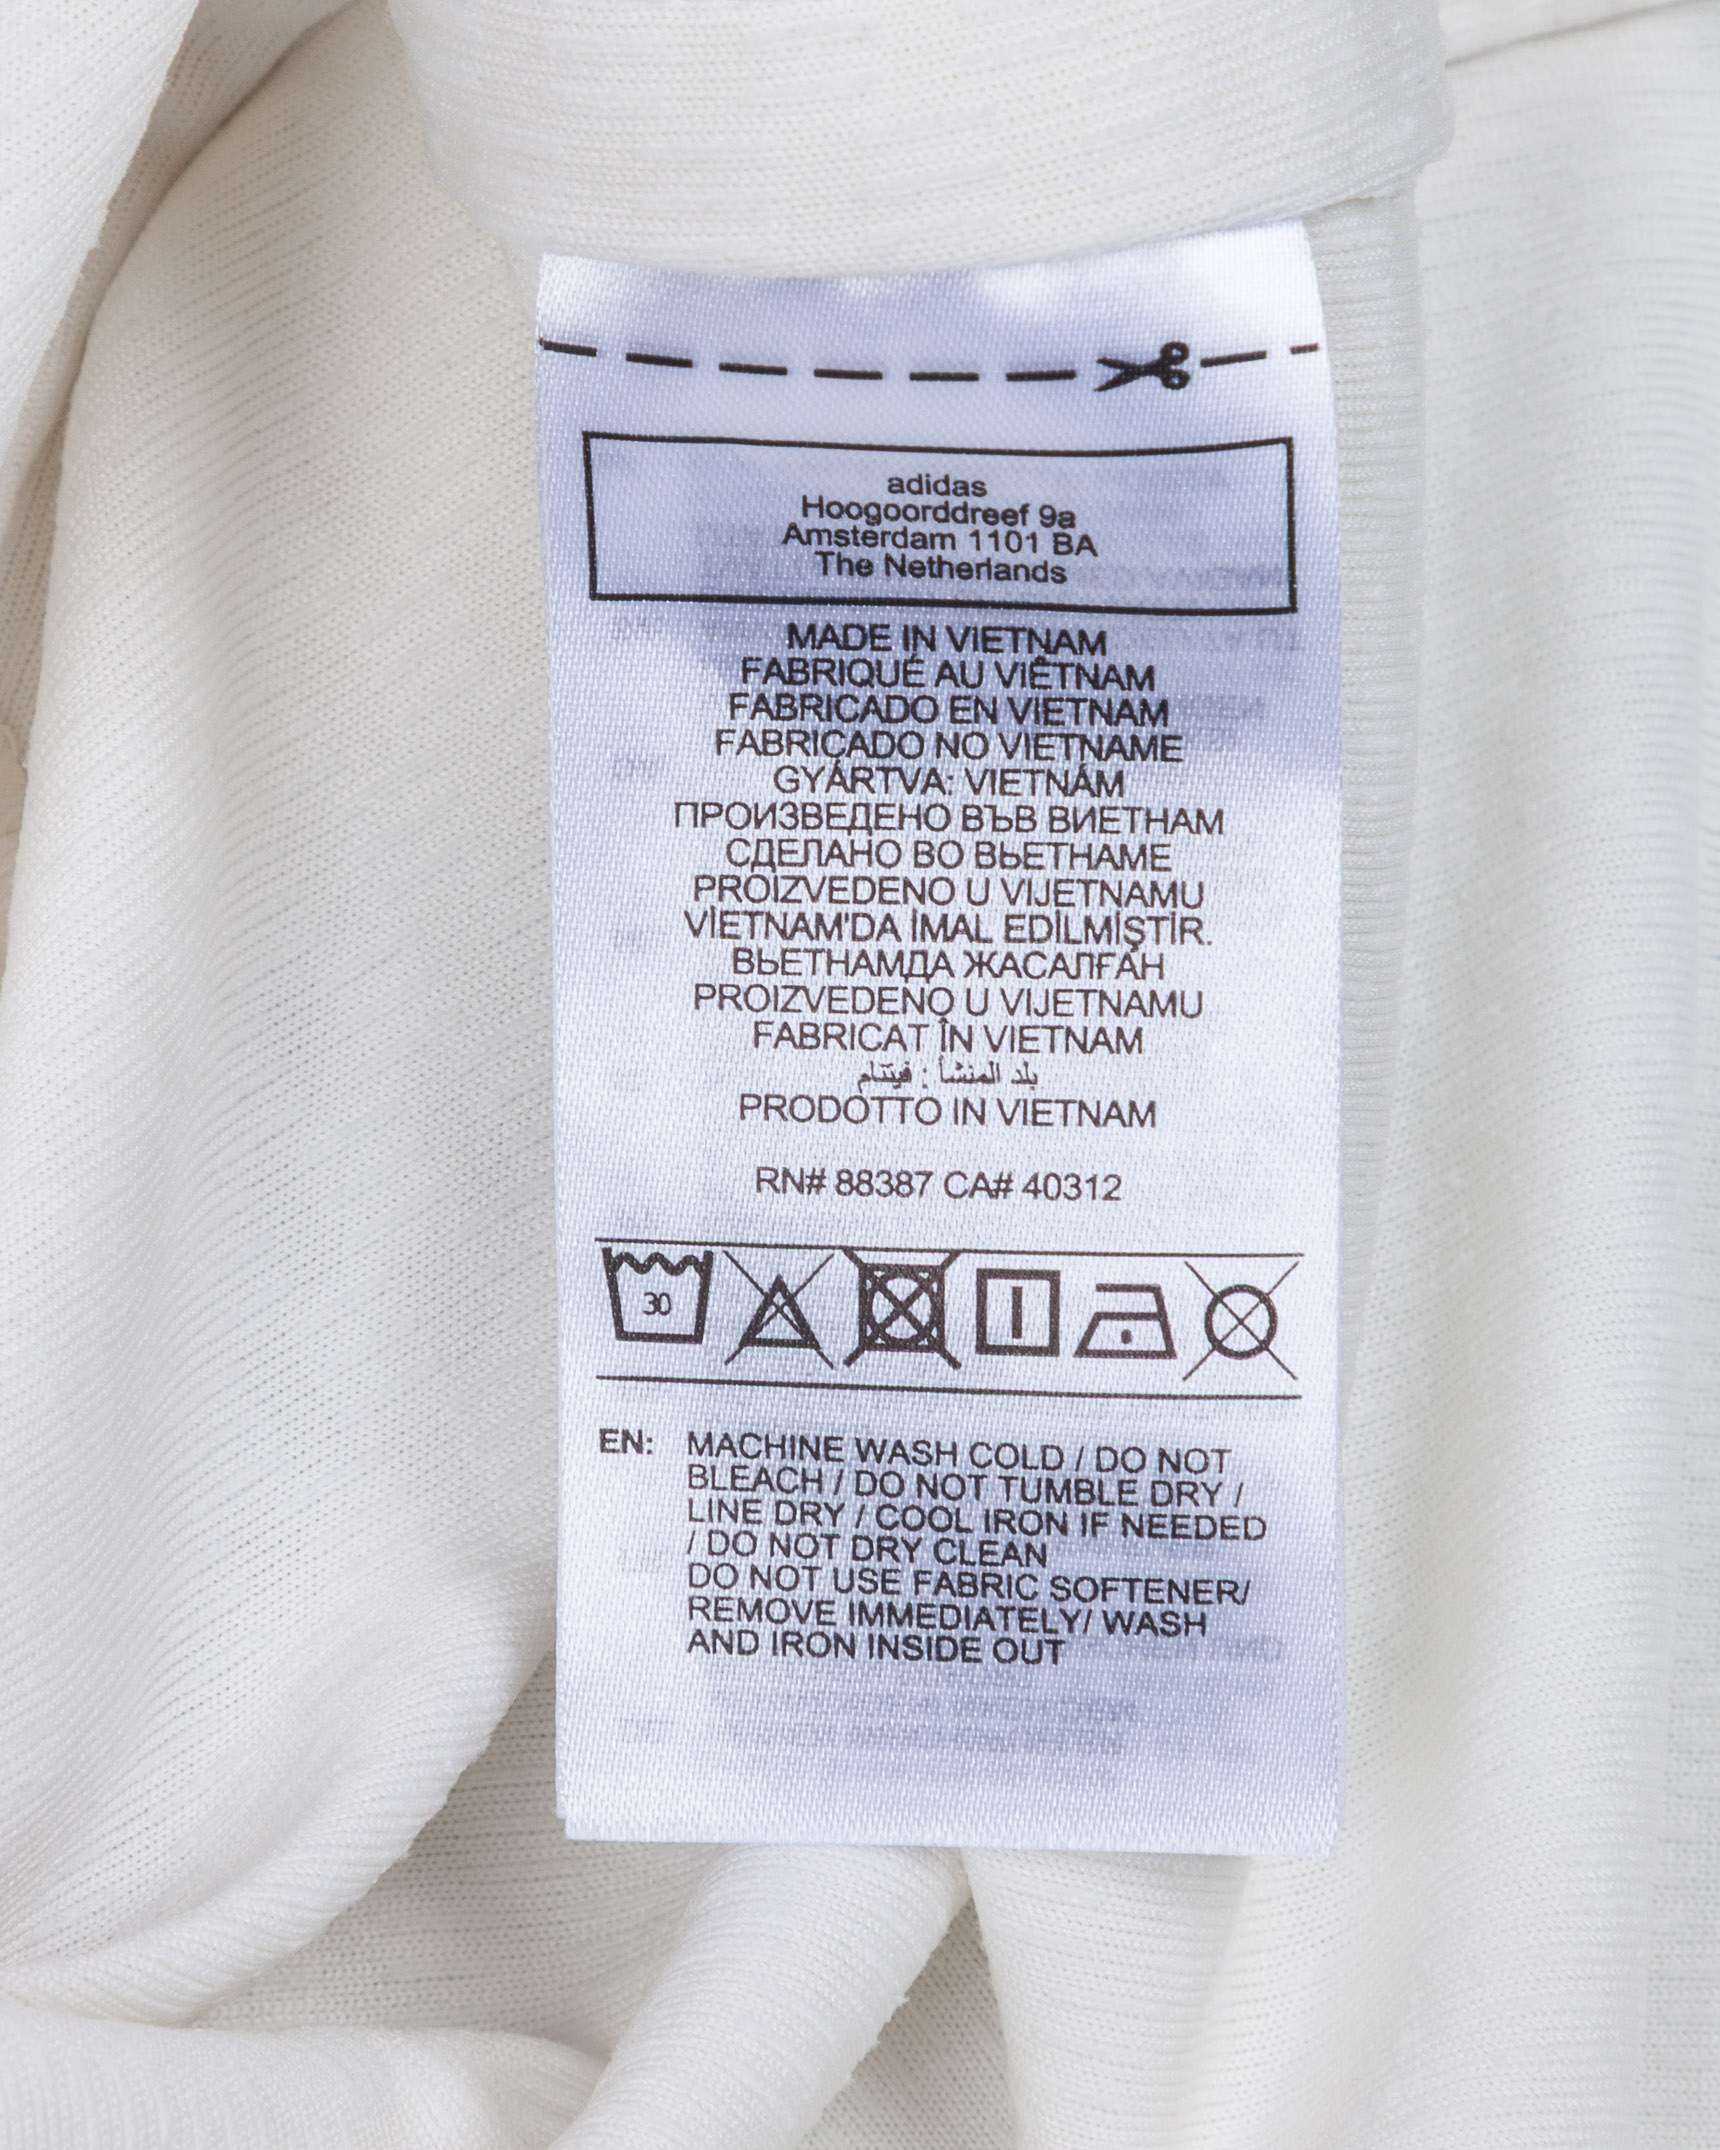 adidas
Hoogoorddreef 9a
Amsterdam 1101 BA
The Netherlands
MADE IN VIETNAM
FABRIQUÉ AU VIÊTNAM
FABRICADO EN VIETNAM
FABRICADO NO VIETNAME
GYÁRTVA: VIETNÁM
ПРОИЗВЕДЕНО ВЪВ ВИЕТНАМ
СДЕЛАНО ВО ВЬЕТНАМЕ
PROIZVEDENO U VIJETNAMU
VİETNAM'DA İMAL EDİLMİŞTİR.
ВЬЕТНАМДА ЖАСАЛҒАН
PROIZVEDENO U VIJETNAMU
FABRICAT ÎN VIETNAM
بلد المنشأ : فيتنام
PRODOTTO IN VIETNAM
RN# 88387 CA# 40312
30
EN: MACHINE WASH COLD / DO NOT
BLEACH / DO NOT TUMBLE DRY /
LINE DRY / COOL IRON IF NEEDED
/ DO NOT DRY CLEAN
DO NOT USE FABRIC SOFTENER/
REMOVE IMMEDIATELY/ WASH
AND IRON INSIDE OUT